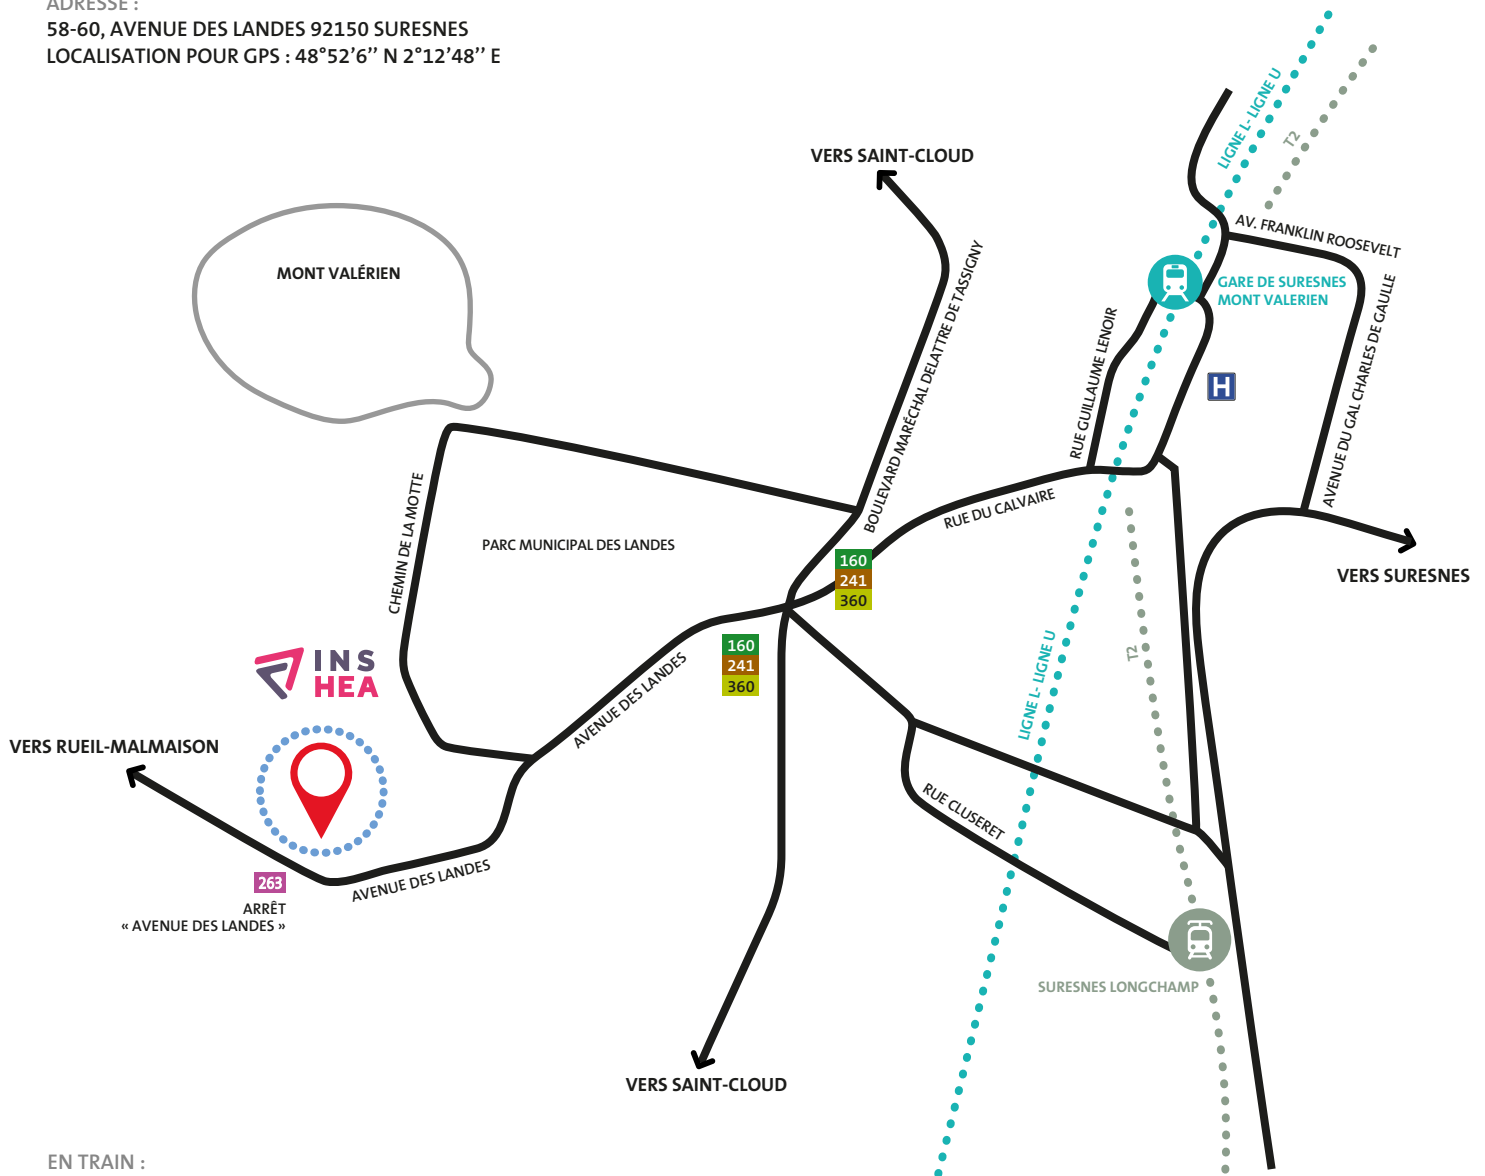 ADRESSE :
58-60, AVENUE DES LANDES 92150 SURESNES
LOCALISATION POUR GPS : 48°52’6’’ N 2°12’48’’ E
LIGNE L- LIGNE U
T2
VERS SAINT-CLOUD
AV. FRANKLIN ROOSEVELT
MONT VALÉRIEN
GARE DE SURESNES
MONT VALERIEN
BOULEVARD MARÉCHAL DELATTRE DE TASSIGNY
RUE GUILLAUME LENOIR
AVENUE DU GAL CHARLES DE GAULLE
H
CHEMIN DE LA MOTTE
RUE DU CALVAIRE
PARC MUNICIPAL DES LANDES
160
241
360
VERS SURESNES
160
241
360
INS
HEA
AVENUE DES LANDES
LIGNE L- LIGNE U
T2
VERS RUEIL-MALMAISON
RUE CLUSERET
263
ARRÊT
« AVENUE DES LANDES »
AVENUE DES LANDES
SURESNES LONGCHAMP
VERS SAINT-CLOUD
EN TRAIN :